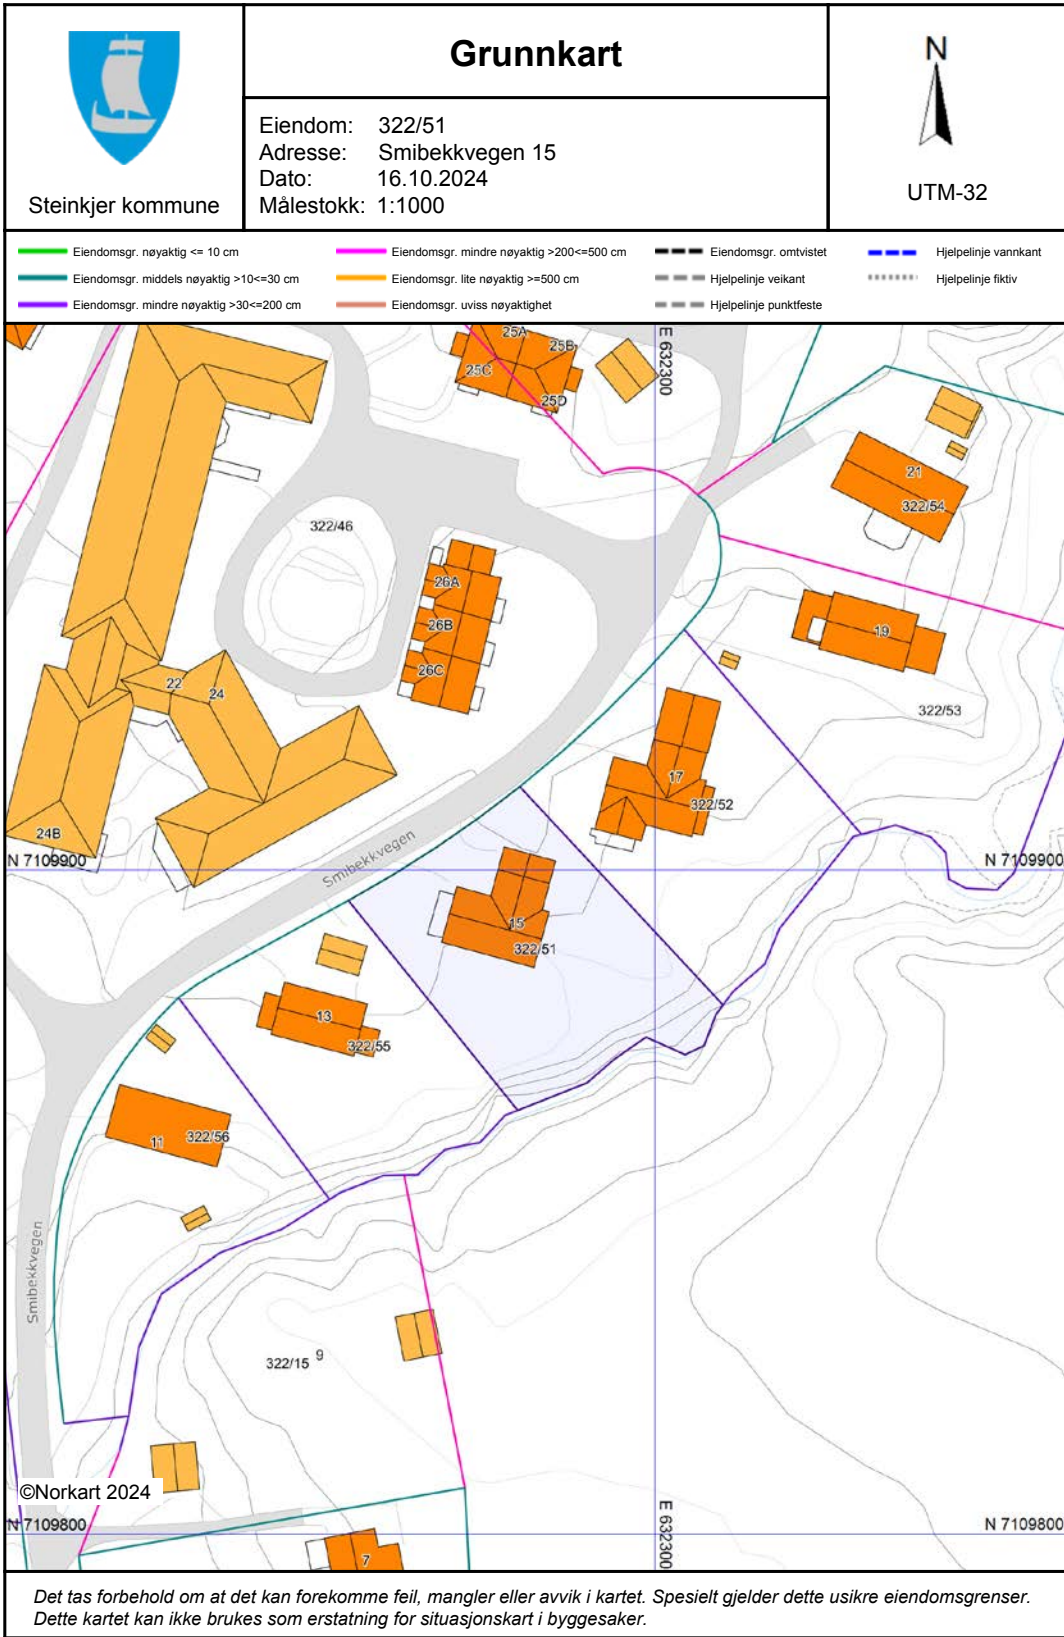 Grunnkart
Eiendom: 322/51
Adresse: Smibekkvegen 15
Dato: 16.10.2024
Målestokk: 1:1000
Steinkjer kommune
N
UTM-32
Eiendomsgr. nøyaktig <= 10 cm
Eiendomsgr. middels nøyaktig >10<=30 cm
Eiendomsgr. mindre nøyaktig >30<=200 cm
Eiendomsgr. mindre nøyaktig >200<=500 cm
Eiendomsgr. lite nøyaktig >=500 cm
Eiendomsgr. uviss nøyaktighet
Eiendomsgr. omtvistet
Hjelpelinje veikant
Hjelpelinje punktfeste
Hjelpelinje vannkant
Hjelpelinje fiktiv
25A
25B
25C
25D
E 632300
21
322/54
322/46
26A
26B
26C
19
22
24
322/53
17
322/52
24B
N 7109900
Smibekkvegen
N 7109900
15
322/51
13
322/55
11
322/56
Smibekkvegen
322/15
9
©Norkart 2024
N 7109800
E 632300
N 7109800
7
Det tas forbehold om at det kan forekomme feil, mangler eller avvik i kartet. Spesielt gjelder dette usikre eiendomsgrenser.
Dette kartet kan ikke brukes som erstatning for situasjonskart i byggesaker.